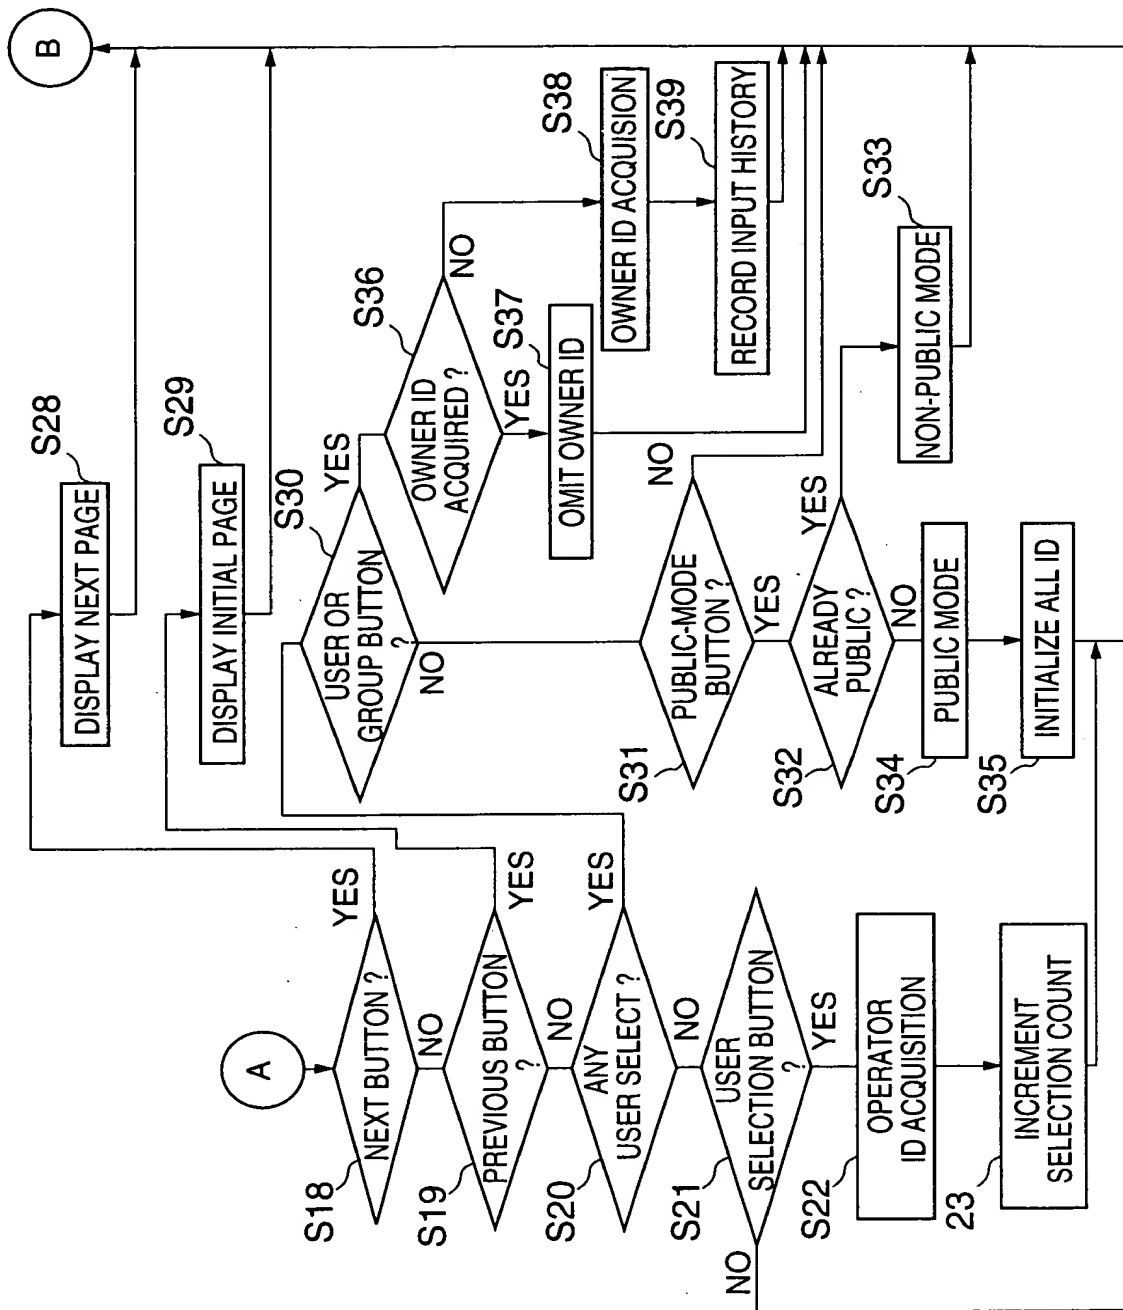 A
S18
NEXT BUTTON ?
YES
NO
S19
PREVIOUS BUTTON
?
YES
NO
S20
ANY
USER SELECT ?
YES
NO
S21
USER
SELECTION BUTTON
?
NO
YES
S22
OPERATOR
ID ACQUISITION
23
INCREMENT
SELECTION COUNT
S28
DISPLAY NEXT PAGE
S29
DISPLAY INITIAL PAGE
S30
USER OR
GROUP BUTTON
?
YES
NO
S31
PUBLIC-MODE
BUTTON ?
NO
YES
S32
ALREADY
PUBLIC ?
YES
NO
S34
PUBLIC MODE
S35
INITIALIZE ALL ID
S36
OWNER ID
ACQUIRED ?
NO
YES
S37
OMIT OWNER ID
S38
OWNER ID ACQUISION
S39
RECORD INPUT HISTORY
S33
NON-PUBLIC MODE
B